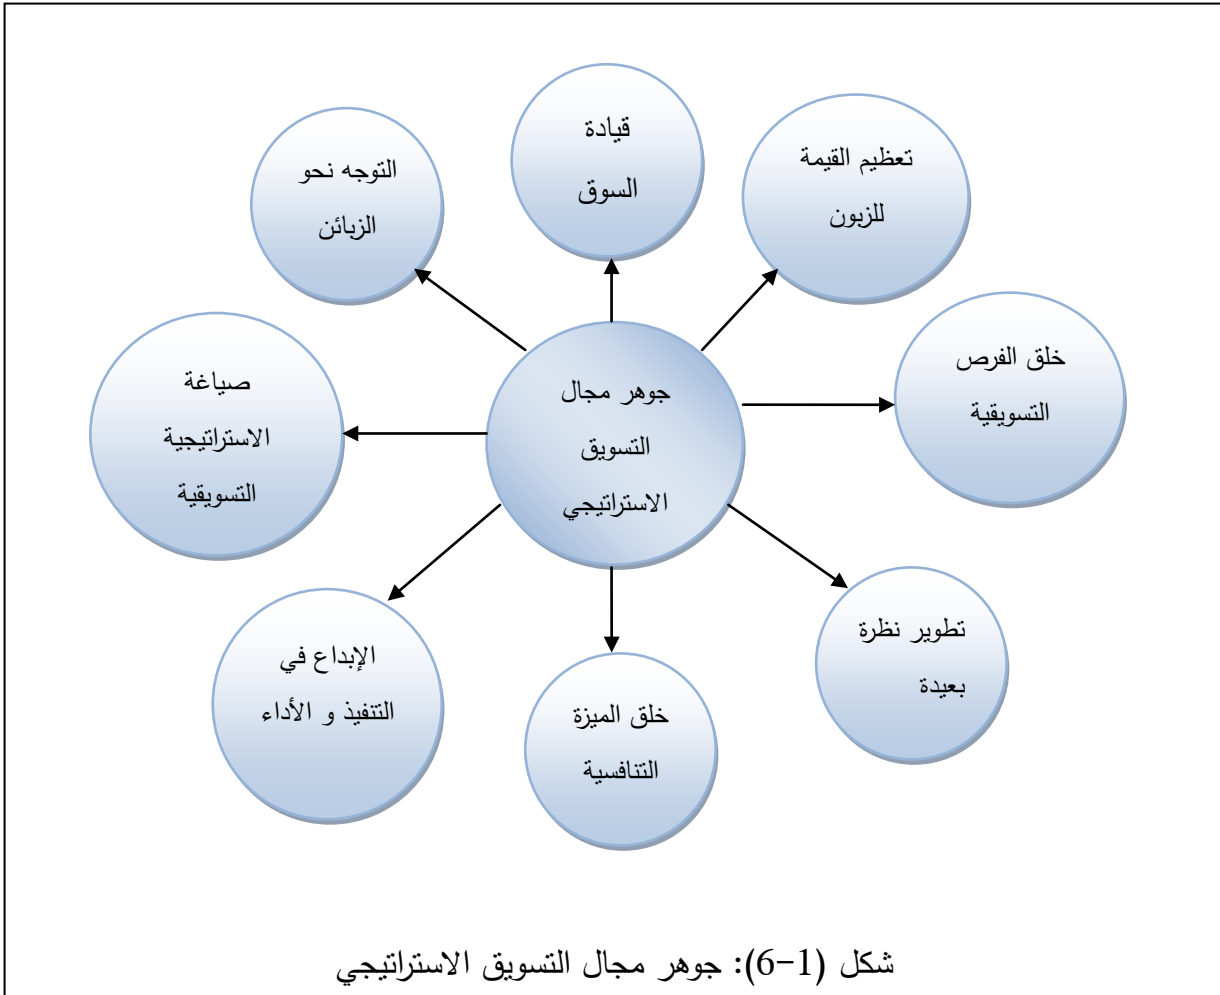 قيادة
السوق
تعظيم القيمة
للزبون
التوجه نحو
الزبائن
خلق الفرص
التسويقية
صياغة
الاستراتيجية
التسويقية
جوهر مجال
التسويق
الاستراتيجي
تطوير نظرة
بعيدة
الإبداع في
التنفيذ و الأداء
خلق الميزة
التنافسية
شكل (1-6): جوهر مجال التسويق الاستراتيجي